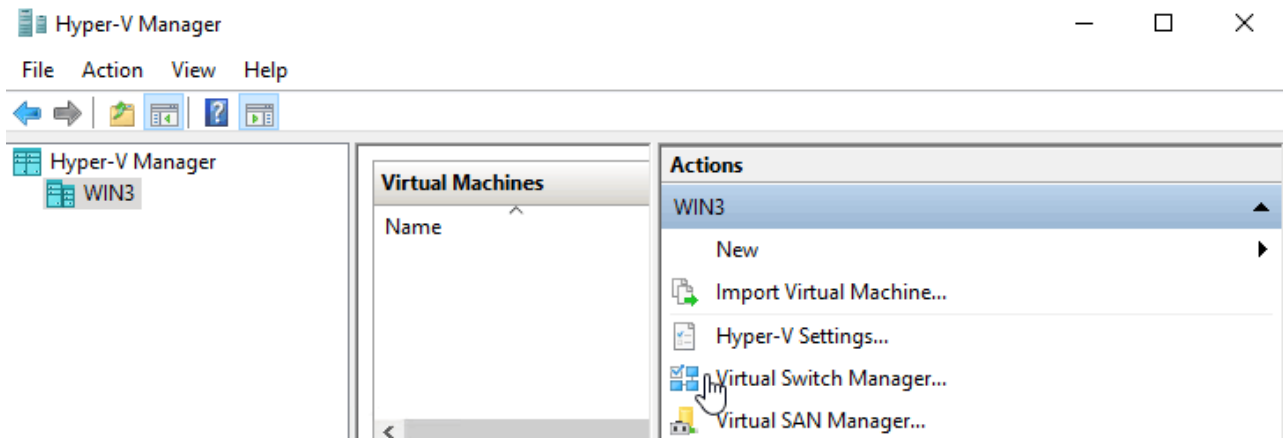 Hyper-V Manager
File Action View Help
Hyper-V Manager
WIN3
Virtual Machines
Name
Actions
WIN3
New
Import Virtual Machine...
Hyper-V Settings...
Virtual Switch Manager...
Virtual SAN Manager...